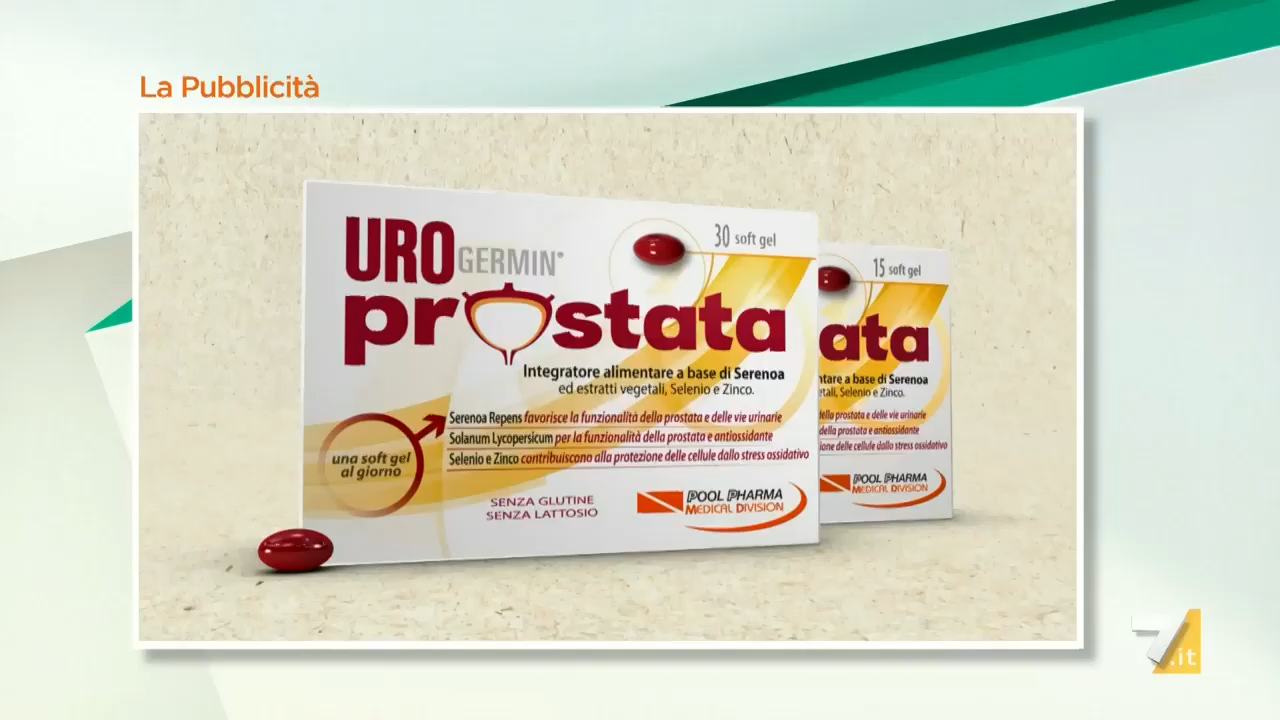 La Pubblicità
URO GERMIN®
prostata
30 soft gel
Integratore alimentare a base di Serenoa
ed estratti vegetali, Selenio e Zinco.
Serenoa Repens favorisce la funzionalità della prostata e delle vie urinarie
Solanum Lycopersicum per la funzionalità della prostata e antiossidante
Selenio e Zinco contribuiscono alla protezione delle cellule dallo stress ossidativo
una soft gel
al giorno
SENZA GLUTINE
SENZA LATTOSIO
POOL PHARMA
MEDICAL DIVISION
15 soft gel
ata
ntare a base di Serenoa
etali, Selenio e Zinco.
della prostata e delle vie urinarie
della prostata e antiossidante
zione delle cellule dallo stress ossidativo
POOL PHARMA
MEDICAL DIVISION
7
.it